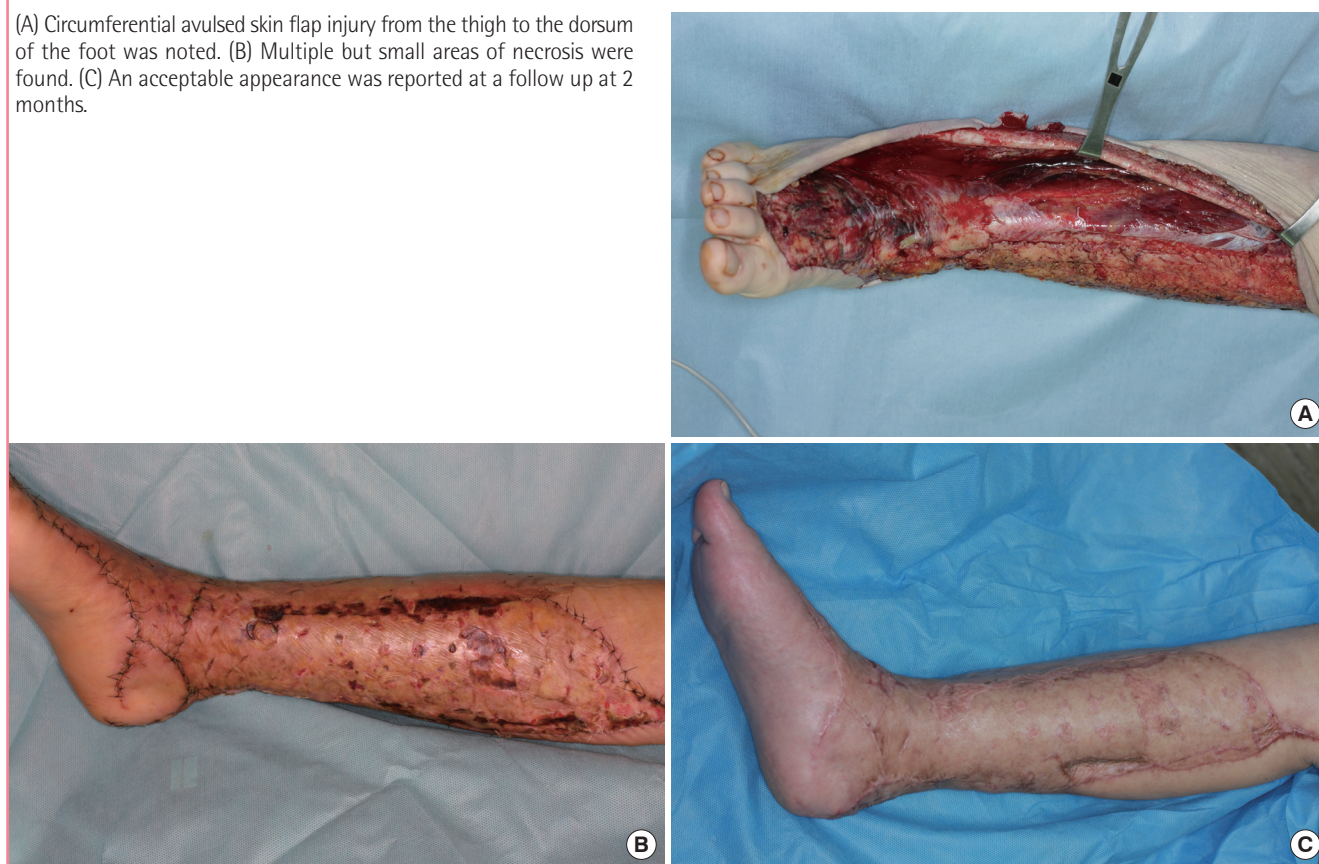 (A) Circumferential avulsed skin flap injury from the thigh to the dorsum
of the foot was noted. (B) Multiple but small areas of necrosis were
found. (C) An acceptable appearance was reported at a follow up at 2
months.
A
B
C